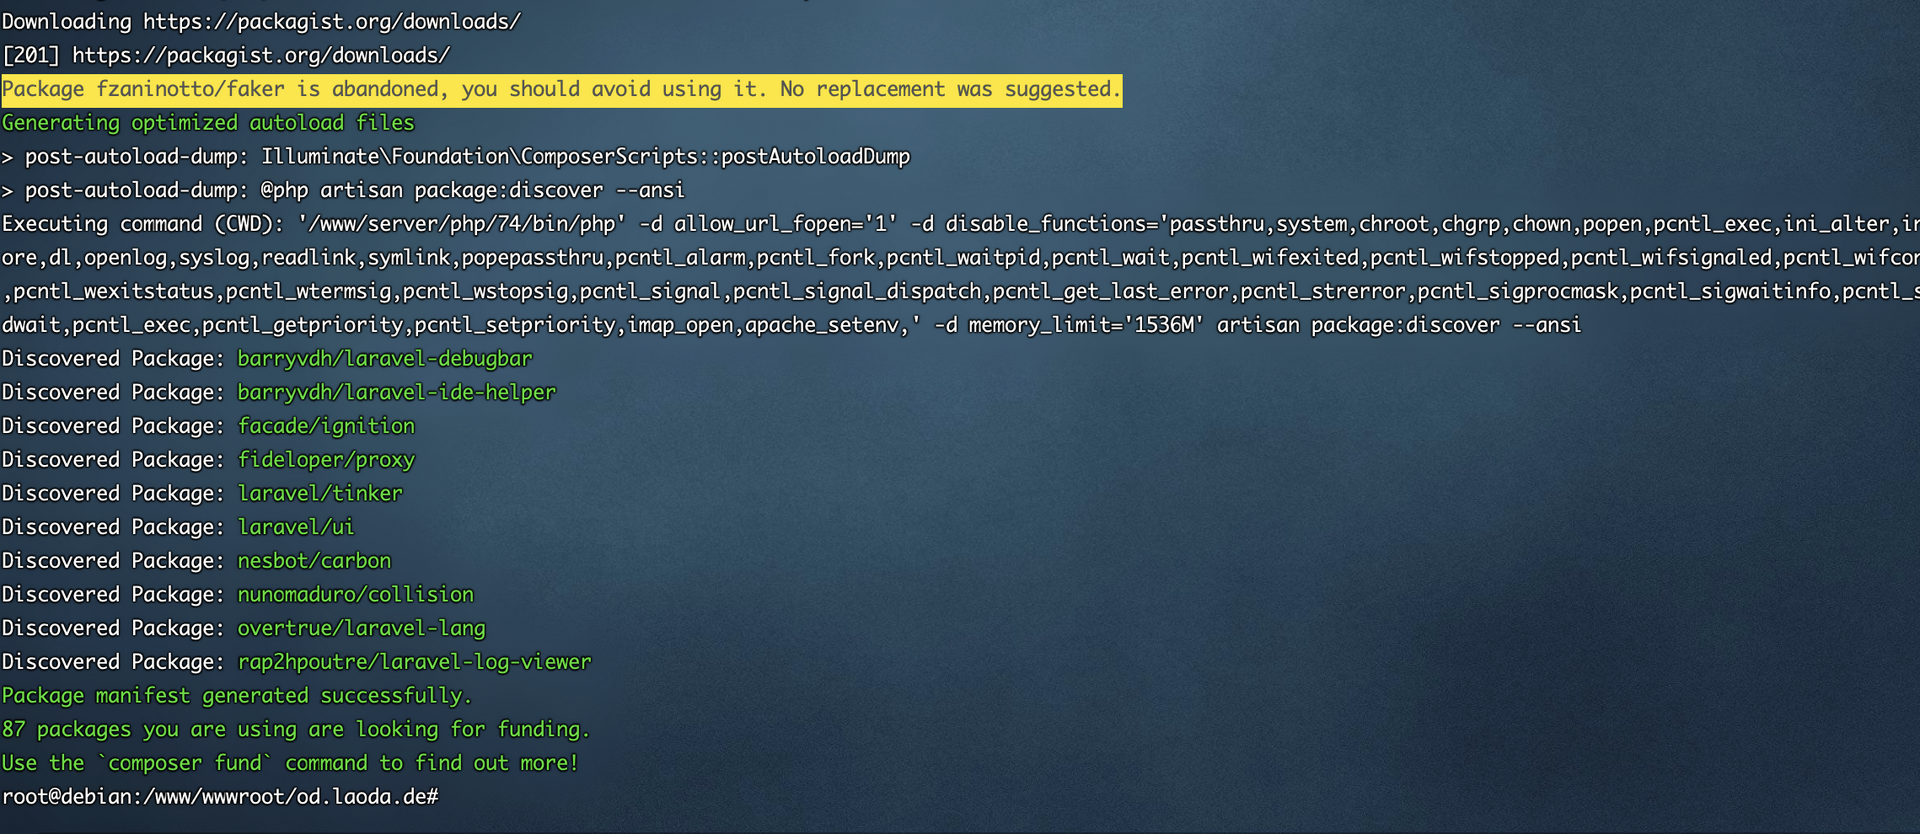 Downloading https://packagist.org/downloads/
[201] https://packagist.org/downloads/
Package fzaninotto/faker is abandoned, you should avoid using it. No replacement was suggested.
Generating optimized autoload files
> post-autoload-dump: Illuminate\Foundation\ComposerScripts::postAutoloadDump
> post-autoload-dump: @php artisan package:discover --ansi
Executing command (CWD): '/www/server/php/74/bin/php' -d allow_url_fopen='1' -d disable_functions='passthru,system,chroot,chgrp,chown,popen,pcntl_exec,ini_alter,in
ore,dl,openlog,syslog,readlink,symlink,popepassthru,pcntl_alarm,pcntl_fork,pcntl_waitpid,pcntl_wait,pcntl_wifexited,pcntl_wifstopped,pcntl_wifsignaled,pcntl_wifcon
,pcntl_wexitstatus,pcntl_wtermsig,pcntl_wstopsig,pcntl_signal,pcntl_signal_dispatch,pcntl_get_last_error,pcntl_strerror,pcntl_sigprocmask,pcntl_sigwaitinfo,pcntl_s
dwait,pcntl_exec,pcntl_getpriority,pcntl_setpriority,imap_open,apache_setenv,' -d memory_limit='1536M' artisan package:discover --ansi
Discovered Package: barryvdh/laravel-debugbar
Discovered Package: barryvdh/laravel-ide-helper
Discovered Package: facade/ignition
Discovered Package: fideloper/proxy
Discovered Package: laravel/tinker
Discovered Package: laravel/ui
Discovered Package: nesbot/carbon
Discovered Package: nunomaduro/collision
Discovered Package: overtrue/laravel-lang
Discovered Package: rap2hpoutre/laravel-log-viewer
Package manifest generated successfully.
87 packages you are using are looking for funding.
Use the `composer fund` command to find out more!
root@debian:/www/wwwroot/od.laoda.de#